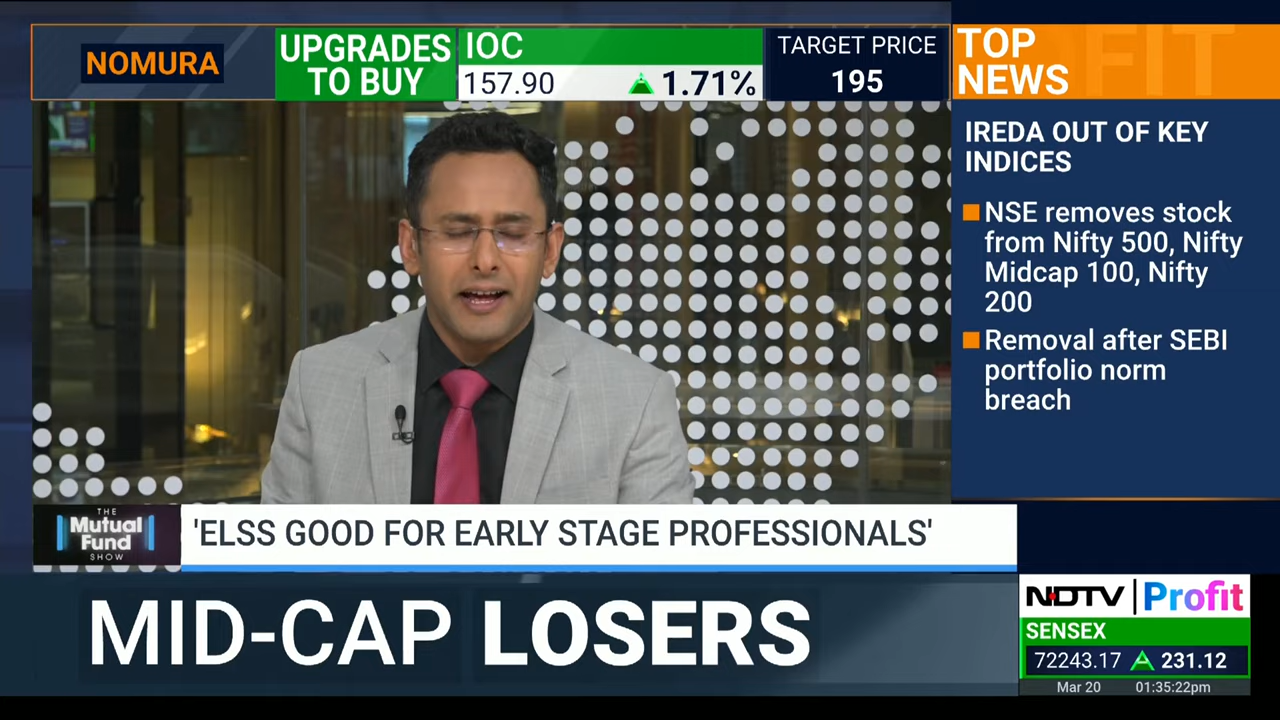 NOMURA
UPGRADES
TO BUY
IOC
157.90 1.71%
TARGET PRICE
195
TOP
NEWS
IREDA OUT OF KEY
INDICES
NSE removes stock
from Nifty 500, Nifty
Midcap 100, Nifty
200
Removal after SEBI
portfolio norm
breach
THE
Mutual
Fund
SHOW
'ELSS GOOD FOR EARLY STAGE PROFESSIONALS'
MID-CAP LOSERS
NDTV Profit
SENSEX
72243.17 231.12
Mar 20 01:35:22pm